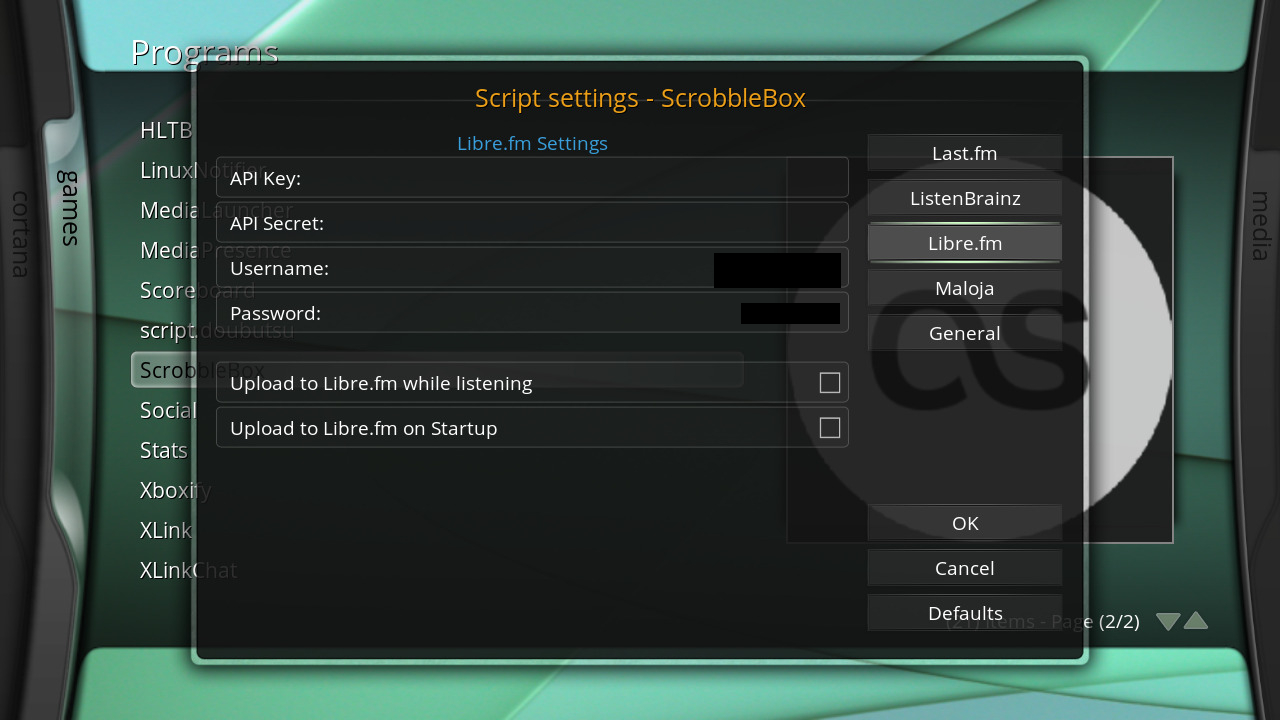 Programs
Script settings - ScrobbleBox
Libre.fm Settings
API Key:
API Secret:
Username:
Password:
Upload to Libre.fm while listening
Upload to Libre.fm on Startup
Last.fm
ListenBrainz
Libre.fm
Maloja
General
OK
Cancel
Defaults
HLTB
LinuxNotifier
MediaLauncher
MediaPresence
Scoreboard
script.doubutsu
ScrobbleBox
Social
Stats
Xboxify
XLink
XLinkChat
cortana
games
media
(21) Items - Page (2/2)